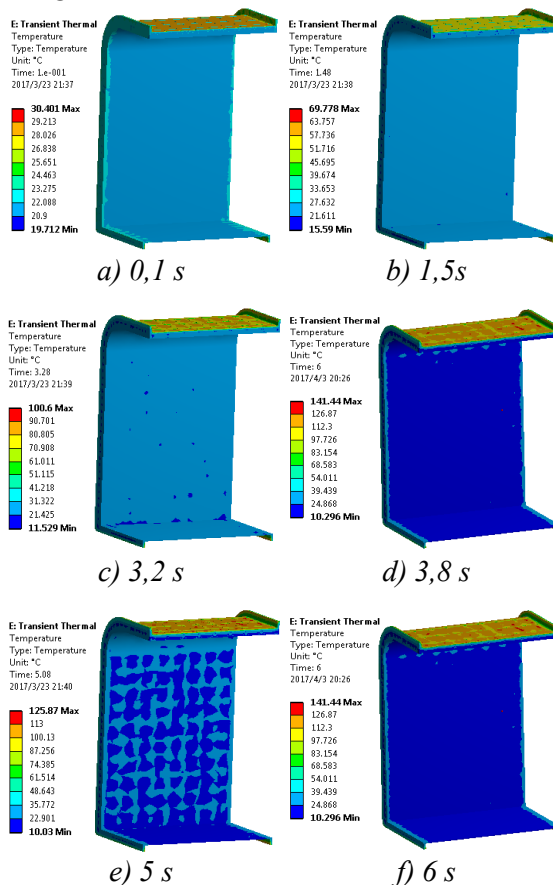 E: Transient Thermal
Temperature
Type: Temperature
Unit: °C
Time: 1.e-001
2017/3/23 21:37
30.401 Max
29.213
28.026
26.838
25.651
24.463
23.275
22.088
20.9
19.712 Min
a) 0,1 s
E: Transient Thermal
Temperature
Type: Temperature
Unit: °C
Time: 1.48
2017/3/23 21:38
69.778 Max
63.757
57.736
51.716
45.695
39.674
33.653
27.632
21.611
15.59 Min
b) 1,5s
E: Transient Thermal
Temperature
Type: Temperature
Unit: °C
Time: 3.28
2017/3/23 21:39
100.6 Max
90.701
80.805
70.908
61.011
51.115
41.218
31.322
21.425
11.529 Min
c) 3,2 s
E: Transient Thermal
Temperature
Type: Temperature
Unit: °C
Time: 6
2017/4/3 20:26
141.44 Max
126.87
112.3
97.726
83.154
68.583
54.011
39.439
24.868
10.296 Min
d) 3,8 s
E: Transient Thermal
Temperature
Type: Temperature
Unit: °C
Time: 5.08
2017/3/23 21:40
125.87 Max
113
100.13
87.256
74.385
61.514
48.643
35.772
22.901
10.03 Min
e) 5 s
E: Transient Thermal
Temperature
Type: Temperature
Unit: °C
Time: 6
2017/4/3 20:26
141.44 Max
126.87
112.3
97.726
83.154
68.583
54.011
39.439
24.868
10.296 Min
f) 6 s